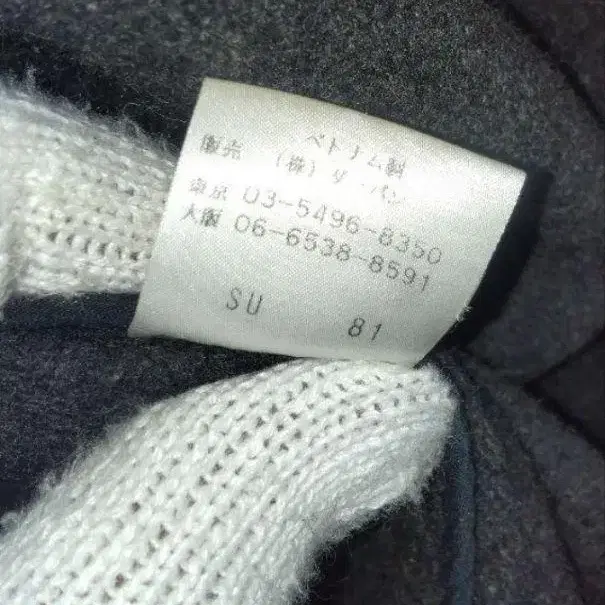 ベトナム製
販売 (株) ダーバン
東京 03-5496-8350
大阪 06-6538-8591
SU 81